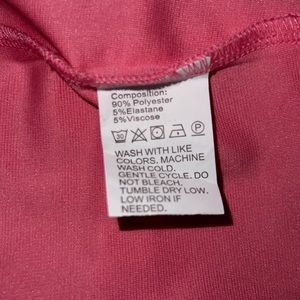 Composition:
90% Polyester
5%Elastane
5%Viscose
30 P
WASH WITH LIKE
COLORS. MACHINE
WASH COLD.
GENTLE CYCLE. DO
NOT BLEACH.
TUMBLE DRY LOW.
LOW IRON IF
NEEDED.